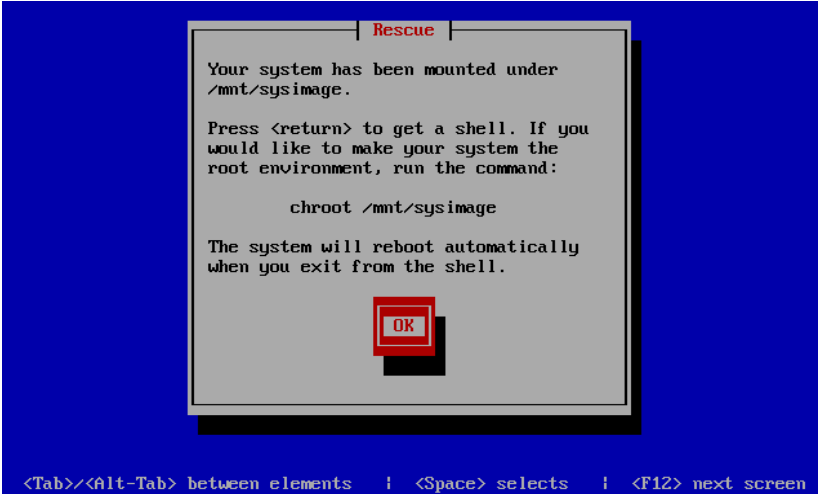 Rescue
Your system has been mounted under
/mnt/sysimage.
Press <return> to get a shell. If you
would like to make your system the
root environment, run the command:
chroot /mnt/sysimage
The system will reboot automatically
when you exit from the shell.
OK
<Tab>/<Alt-Tab> between elements | <Space> selects | <F12> next screen